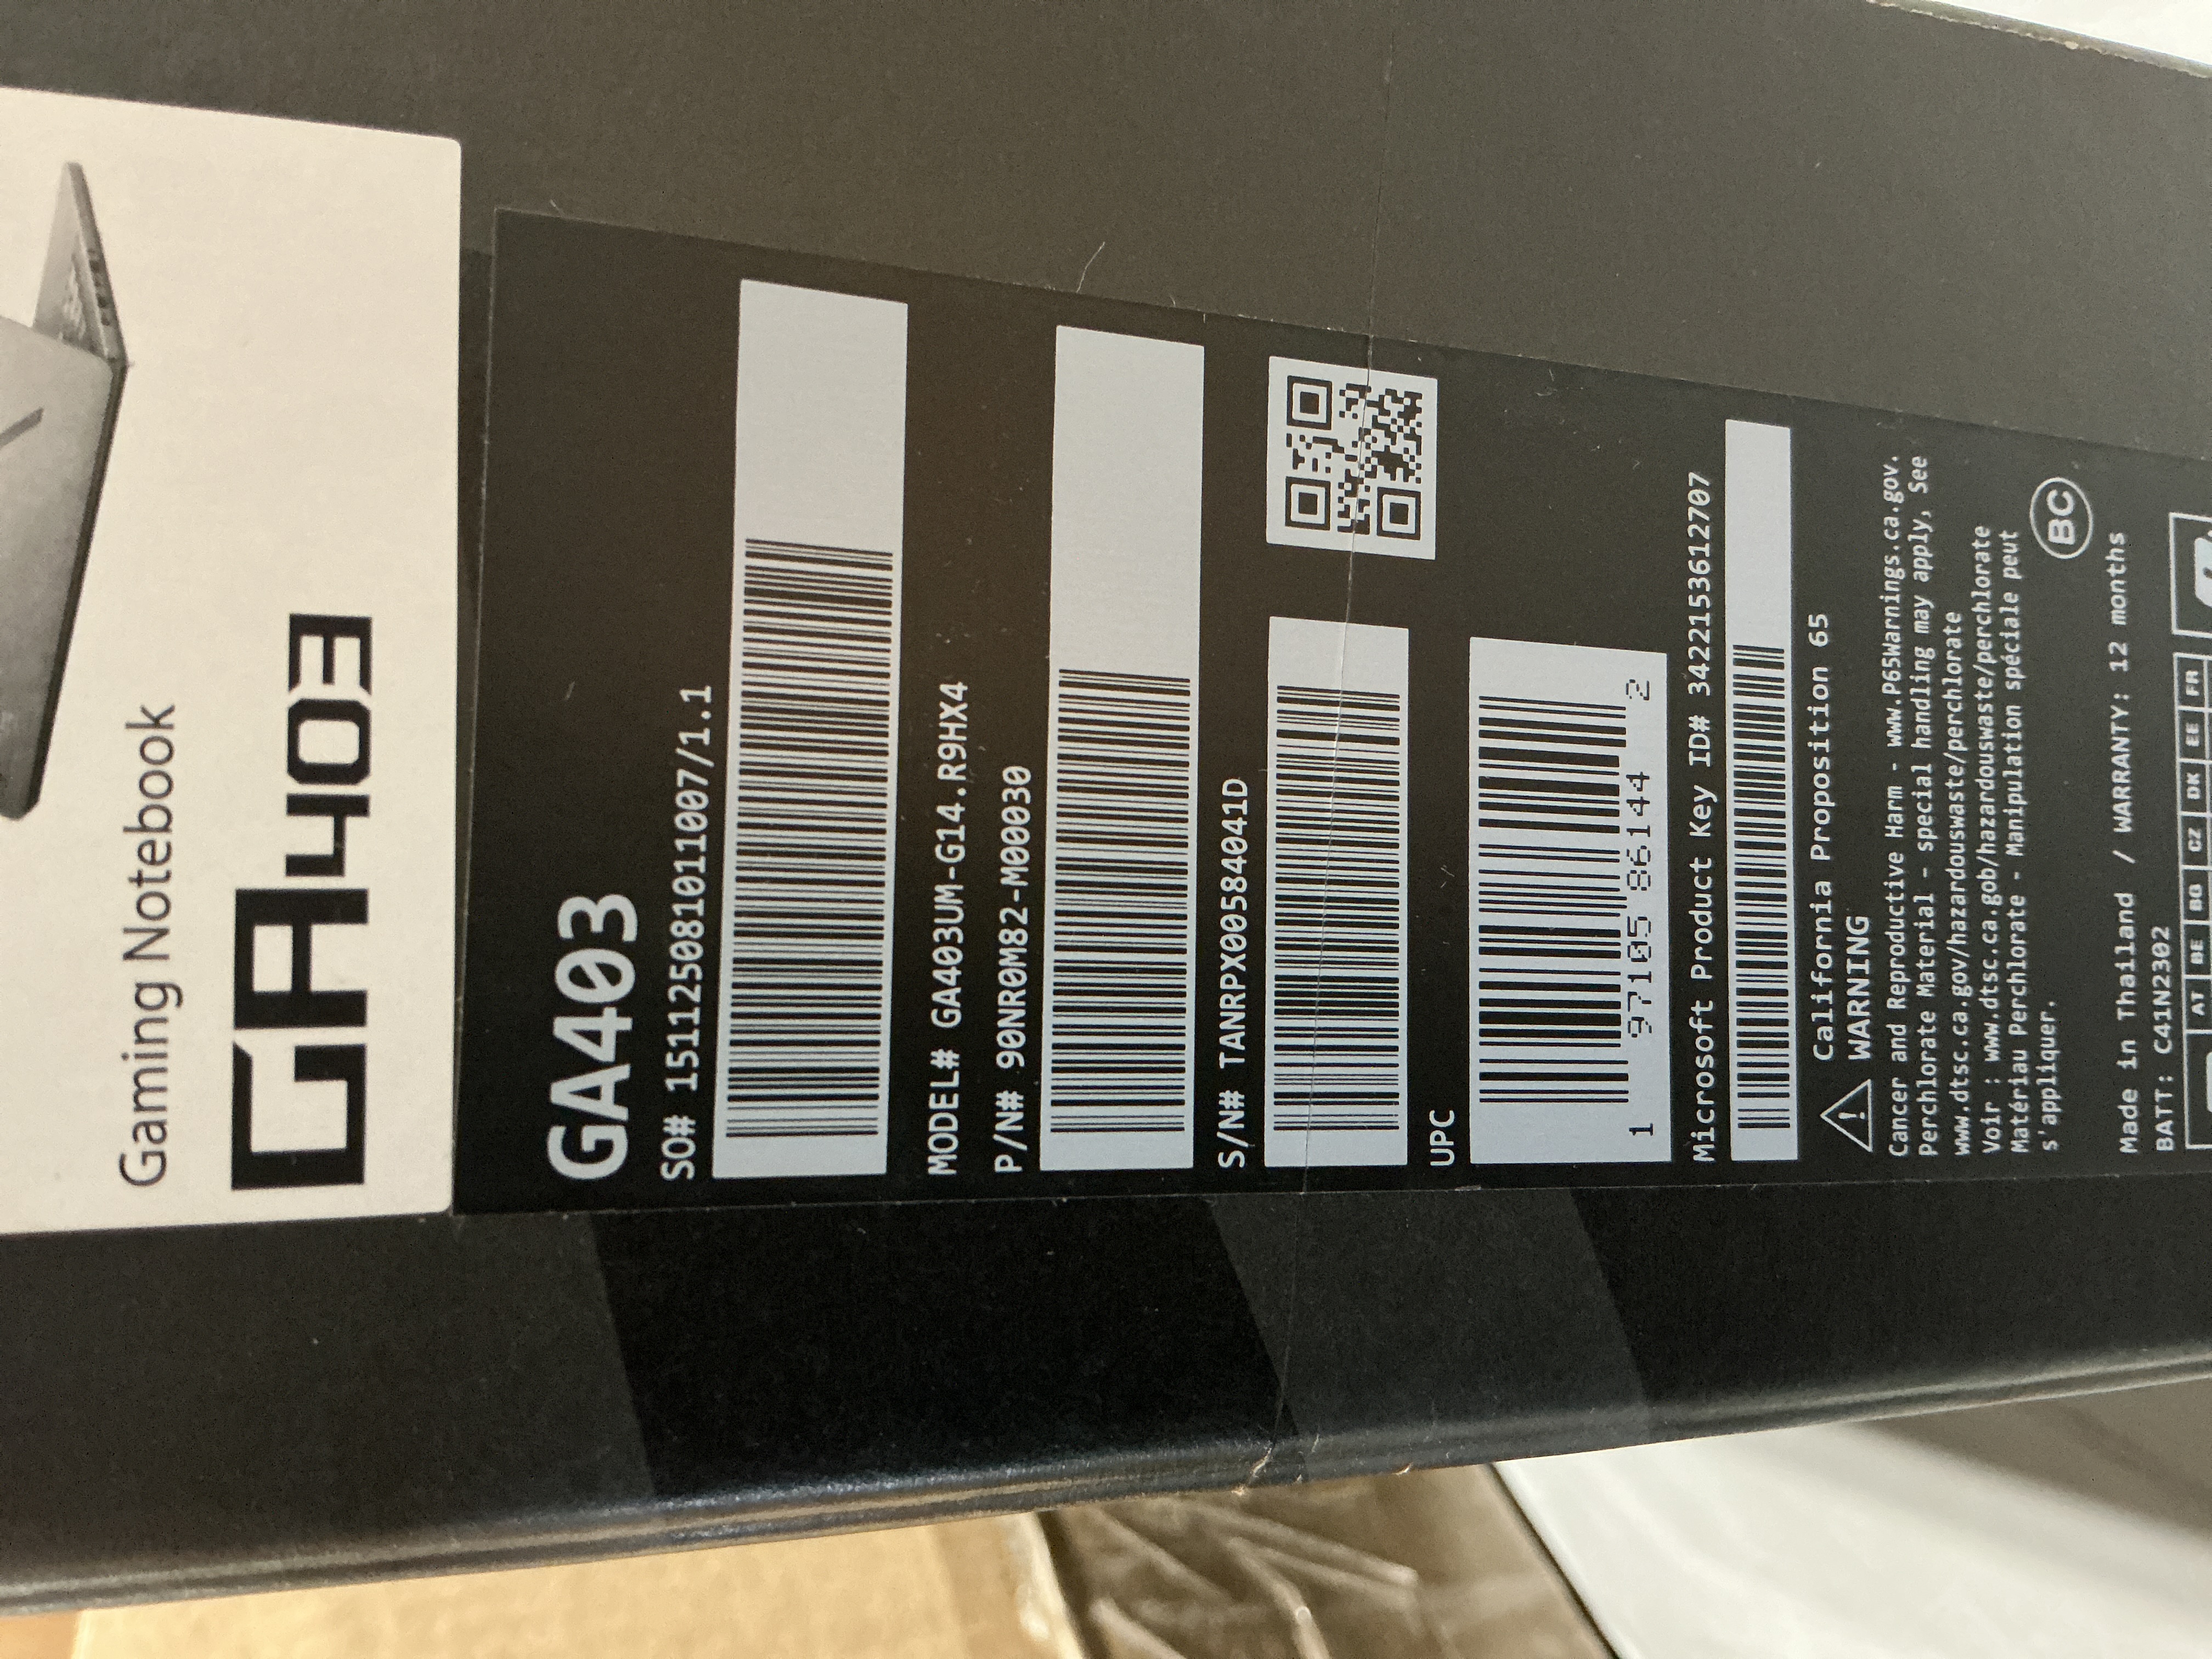 Gaming Notebook
GA403
GA403
SO# 151125081011007/1.1
MODEL# GA403UM-G14.R9HX4
P/N# 90NR0M82-M00030
S/N# TANRPX00584041D
UPC
1 97105 86144 2
Microsoft Product Key ID# 3422153612707
California Proposition 65
WARNING
Cancer and Reproductive Harm - www.P65Warnings.ca.gov.
Perchlorate Material - special handling may apply, See
www.dtsc.ca.gov/hazardouswaste/perchlorate
Voir : www.dtsc.ca.gob/hazardouswaste/perchlorate
Matériau Perchlorate - Manipulation spéciale peut
s'appliquer.
BC
Made in Thailand / WARRANTY: 12 months
BATT: C41N2302
AT BE BG CZ DK EE FR